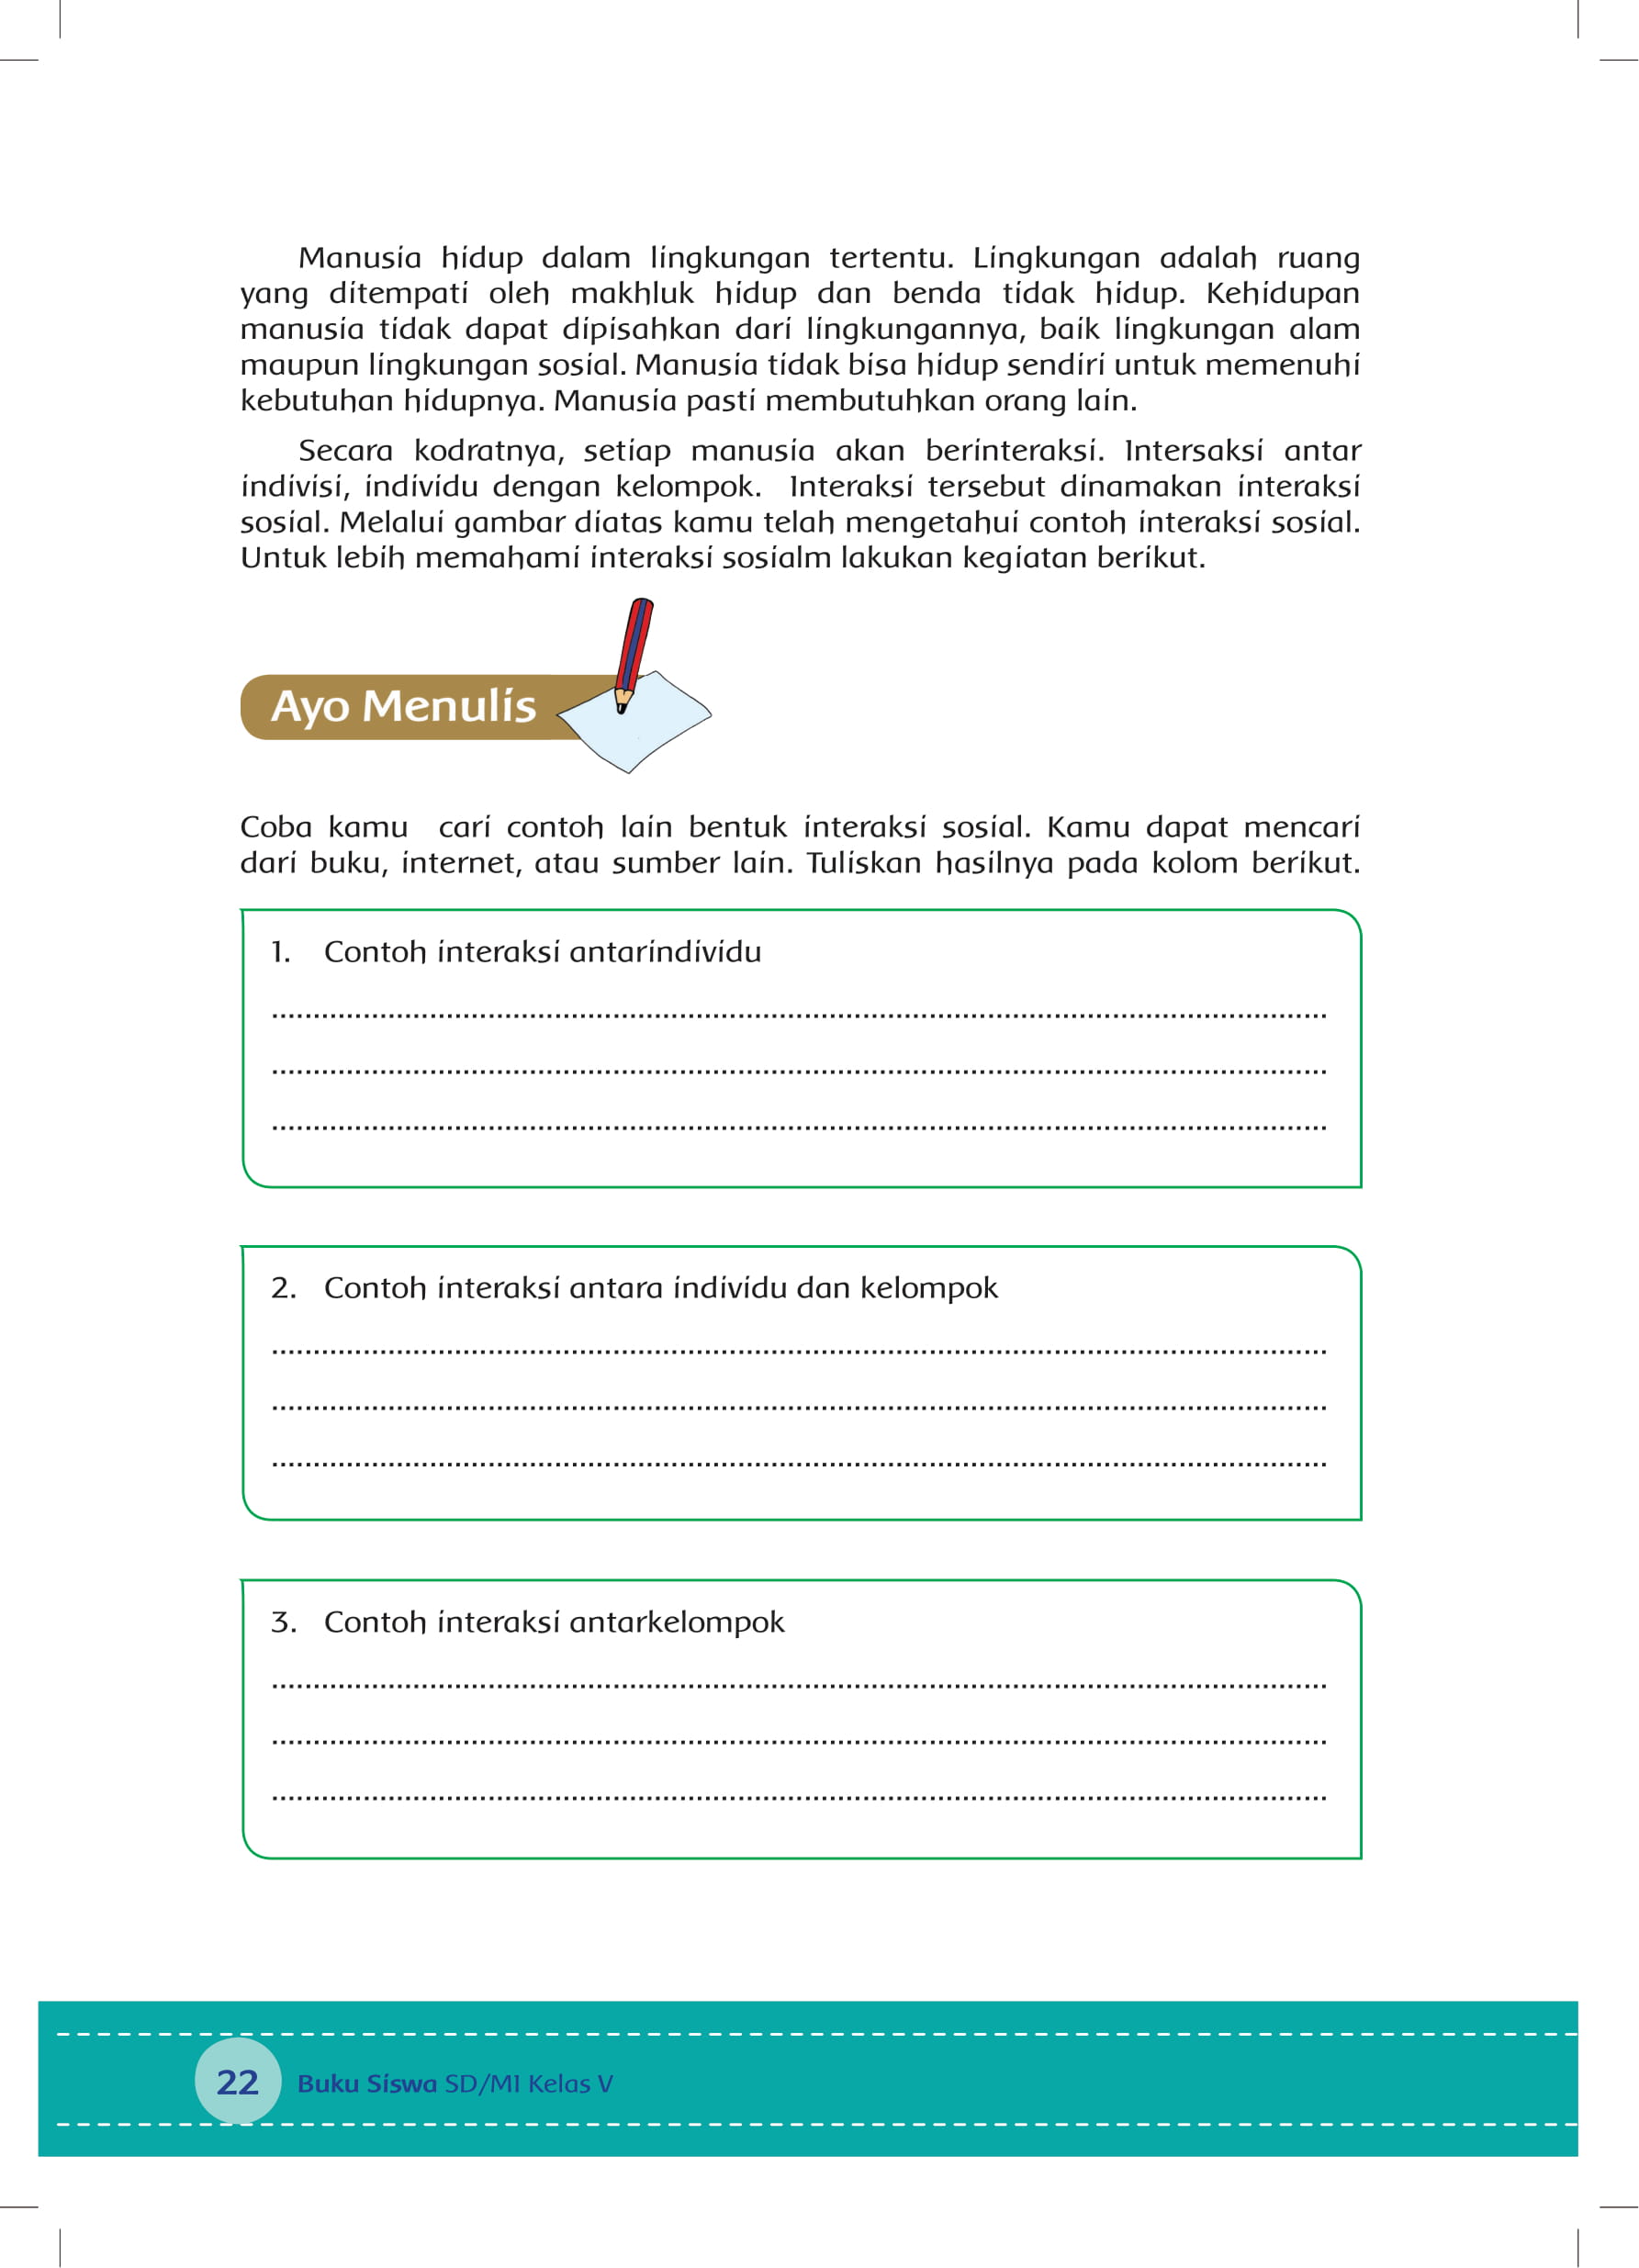 Manusia hidup dalam lingkungan tertentu. Lingkungan adalah ruang
yang ditempati oleh makhluk hidup dan benda tidak hidup. Kehidupan
manusia tidak dapat dipisahkan dari lingkungannya, baik lingkungan alam
maupun lingkungan sosial. Manusia tidak bisa hidup sendiri untuk memenuhi
kebutuhan hidupnya. Manusia pasti membutuhkan orang lain.
Secara kodratnya, setiap manusia akan berinteraksi. Intersaksi antar
indivisi, individu dengan kelompok. Interaksi tersebut dinamakan interaksi
sosial. Melalui gambar diatas kamu telah mengetahui contoh interaksi sosial.
Untuk lebih memahami interaksi sosialm lakukan kegiatan berikut.
Ayo Menulis
Coba kamu cari contoh lain bentuk interaksi sosial. Kamu dapat mencari
dari buku, internet, atau sumber lain. Tuliskan hasilnya pada kolom berikut.
1. Contoh interaksi antarindividu
2. Contoh interaksi antara individu dan kelompok
3. Contoh interaksi antarkelompok
22 Buku Siswa SD/MI Kelas V